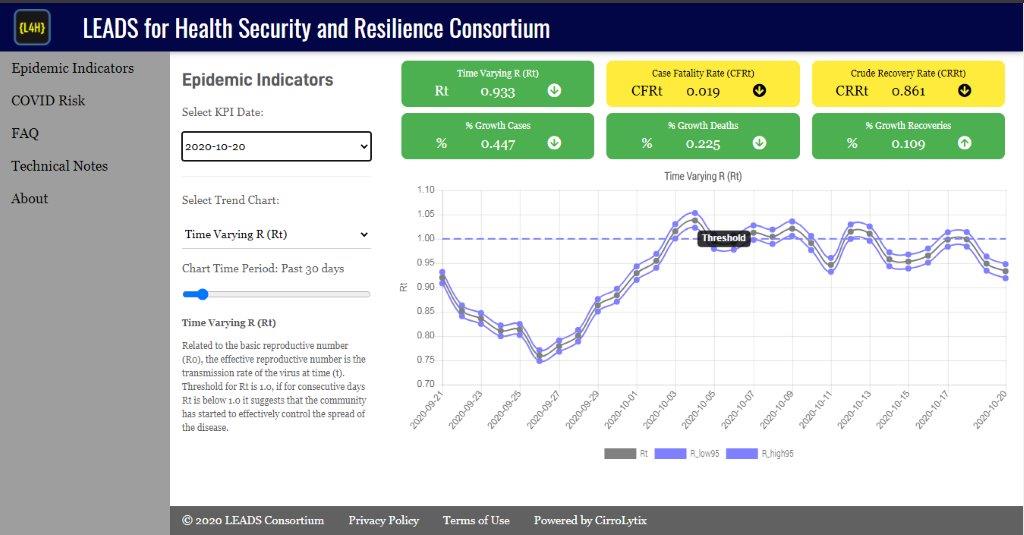 {L4H}
LEADS for Health Security and Resilience Consortium
Epidemic Indicators
COVID Risk
FAQ
Technical Notes
About
Epidemic Indicators
Select KPI Date:
2020-10-20
Select Trend Chart:
Time Varying R (Rt)
Chart Time Period: Past 30 days
Time Varying R (Rt)
Related to the basic reproductive number
(R0), the effective reproductive number is the
transmission rate of the virus at time (t).
Threshold for Rt is 1.0, if for consecutive days
Rt is below 1.0 it suggests that the community
has started to effectively control the spread of
the disease.
Time Varying R (Rt)
Rt 0.933
Case Fatality Rate (CFRt)
CFRt 0.019
Crude Recovery Rate (CRRt)
CRRt 0.861
% Growth Cases
% 0.447
% Growth Deaths
% 0.225
% Growth Recoveries
% 0.109
Time Varying R (Rt)
1.10
1.05
1.00
0.95
0.90
0.85
0.80
0.75
0.70
Rt
Threshold
2020-09-21
2020-09-23
2020-09-25
2020-09-27
2020-09-29
2020-10-01
2020-10-03
2020-10-05
2020-10-07
2020-10-09
2020-10-11
2020-10-13
2020-10-15
2020-10-17
2020-10-20
Rt R_low95 R_high95
© 2020 LEADS Consortium Privacy Policy Terms of Use Powered by CirroLytix